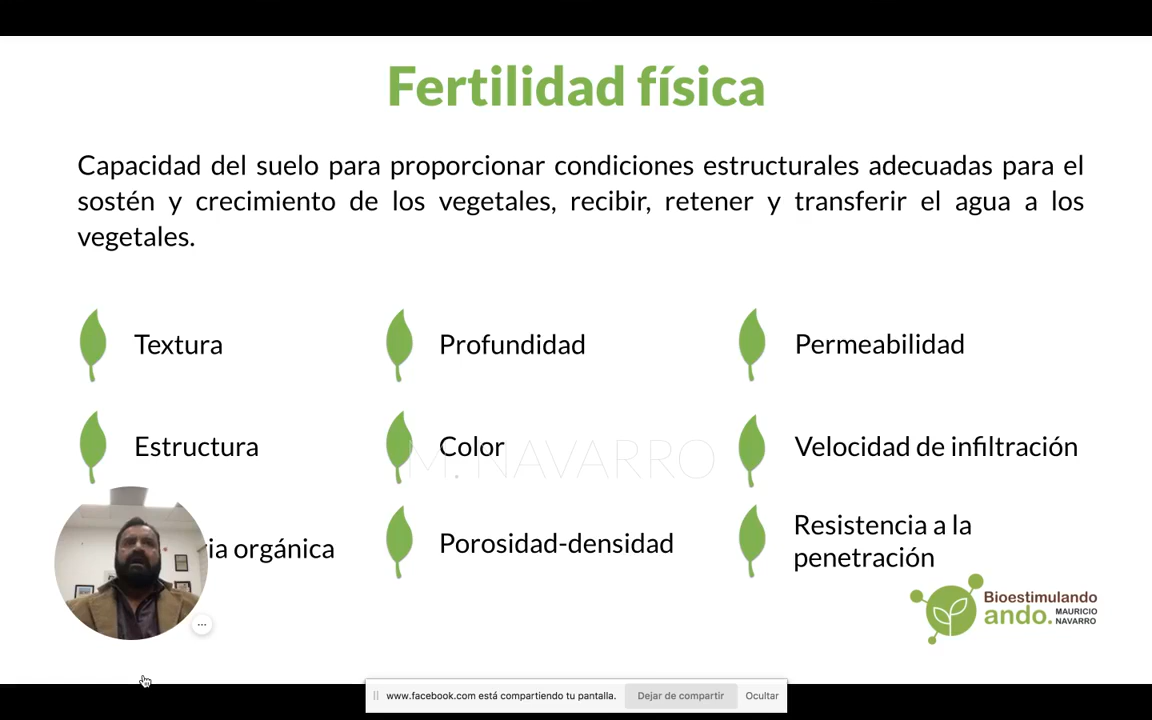 Fertilidad física
Capacidad del suelo para proporcionar condiciones estructurales adecuadas para el
sostén y crecimiento de los vegetales, recibir, retener y transferir el agua a los
vegetales.
Textura
Profundidad
Permeabilidad
Estructura
Color
Velocidad de infiltración
M. NAVARRO
orgánica
Porosidad-densidad
Resistencia a la
penetración
Bioestimulando
ando. MAURICIO
NAVARRO
www.facebook.com está compartiendo tu pantalla.
Dejar de compartir
Ocultar